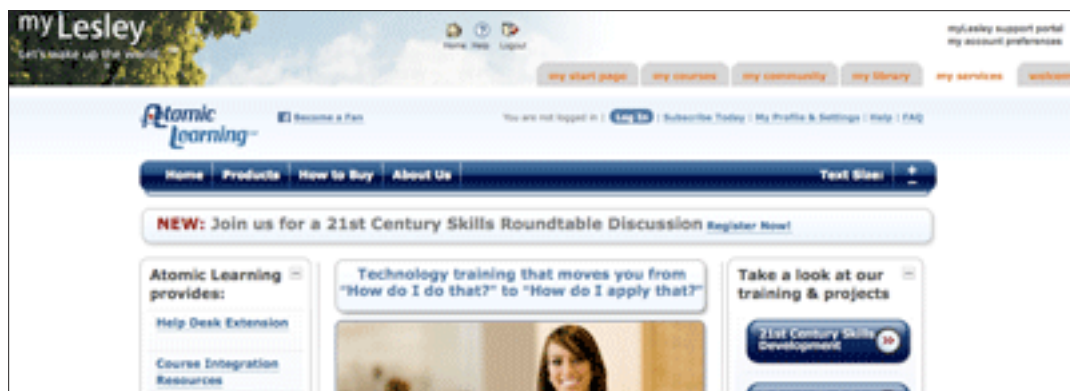 my Lesley
Let's wake up the world.
Home Help Logout
myLesley support portal
my account preferences
my start page my courses my community my library my services welcom
Atomic Learning
Become a Fan
You are not logged in | Log In | Subscribe Today | My Profile & Settings | Help | FAQ
Home Products How to Buy About Us Text Size: + -
NEW: Join us for a 21st Century Skills Roundtable Discussion Register Now!
Atomic Learning
provides:
Help Desk Extension
Course Integration
Resources
Technology training that moves you from
"How do I do that?" to "How do I apply that?"
Take a look at our
training & projects
21st Century Skills
Development